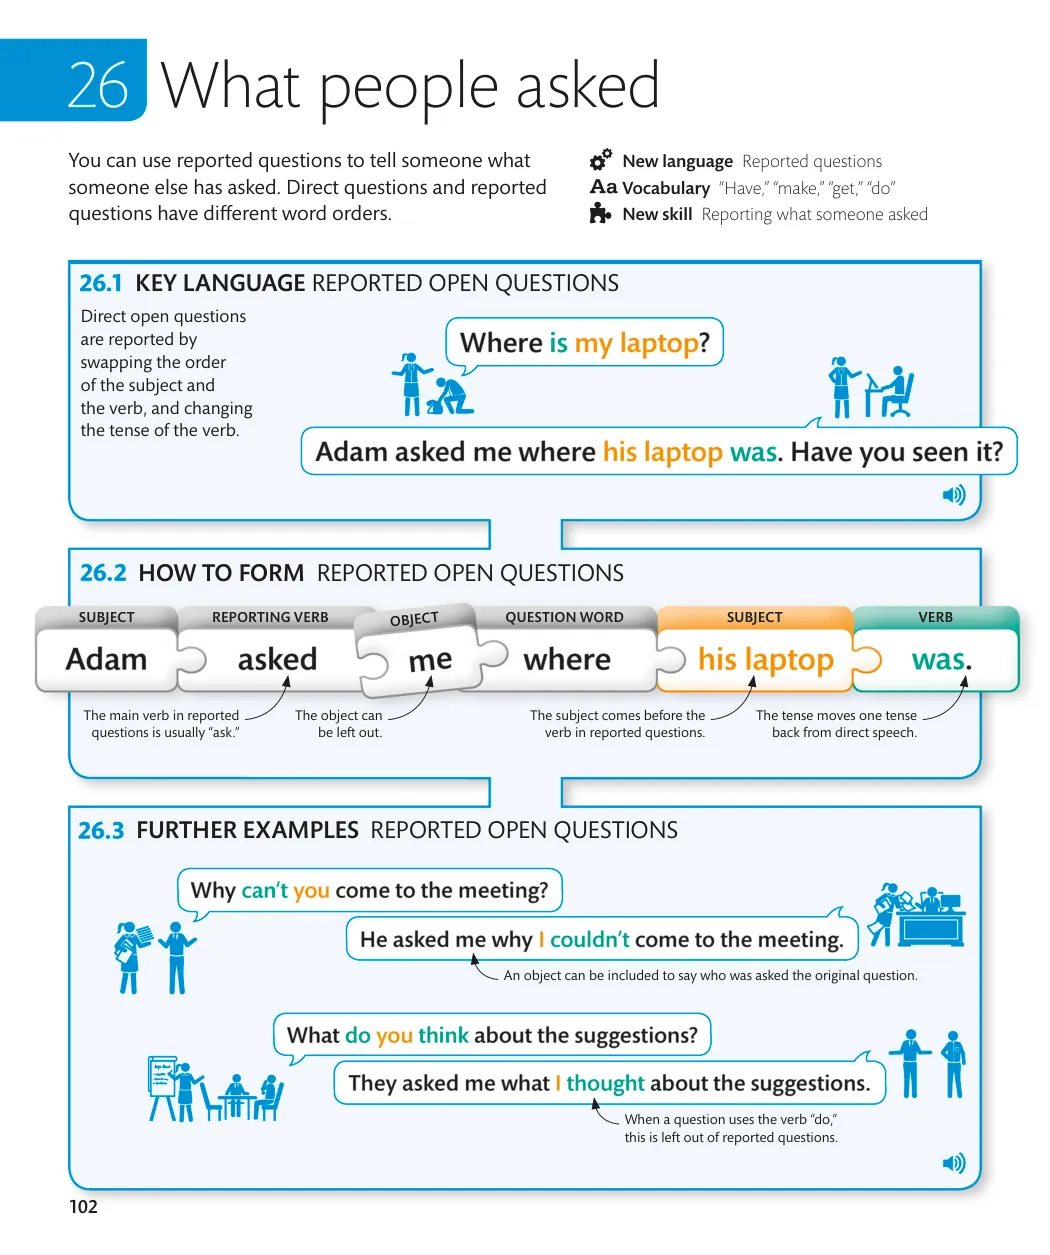 26 What people asked
You can use reported questions to tell someone what
someone else has asked. Direct questions and reported
questions have different word orders.
New language Reported questions
Aa Vocabulary “Have,” “make,” “get,” “do”
New skill Reporting what someone asked
26.1 KEY LANGUAGE REPORTED OPEN QUESTIONS
Direct open questions
are reported by
swapping the order
of the subject and
the verb, and changing
the tense of the verb.
Where is my laptop?
Adam asked me where his laptop was. Have you seen it?
26.2 HOW TO FORM REPORTED OPEN QUESTIONS
SUBJECT REPORTING VERB OBJECT QUESTION WORD SUBJECT VERB
Adam asked me where his laptop was.
The main verb in reported
questions is usually “ask.”
The object can
be left out.
The subject comes before the
verb in reported questions.
The tense moves one tense
back from direct speech.
26.3 FURTHER EXAMPLES REPORTED OPEN QUESTIONS
Why can’t you come to the meeting?
He asked me why I couldn’t come to the meeting.
An object can be included to say who was asked the original question.
What do you think about the suggestions?
They asked me what I thought about the suggestions.
When a question uses the verb “do,”
this is left out of reported questions.
102